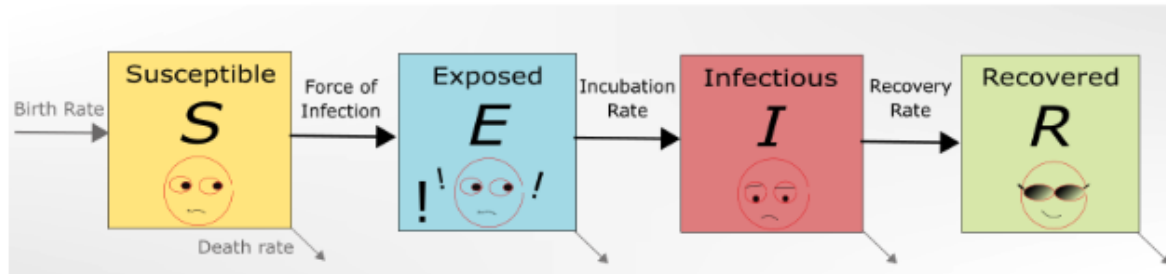 Birth Rate
Susceptible
S
Death rate
Force of
Infection
Exposed
E
! ! !
Incubation
Rate
Infectious
I
Recovery
Rate
Recovered
R